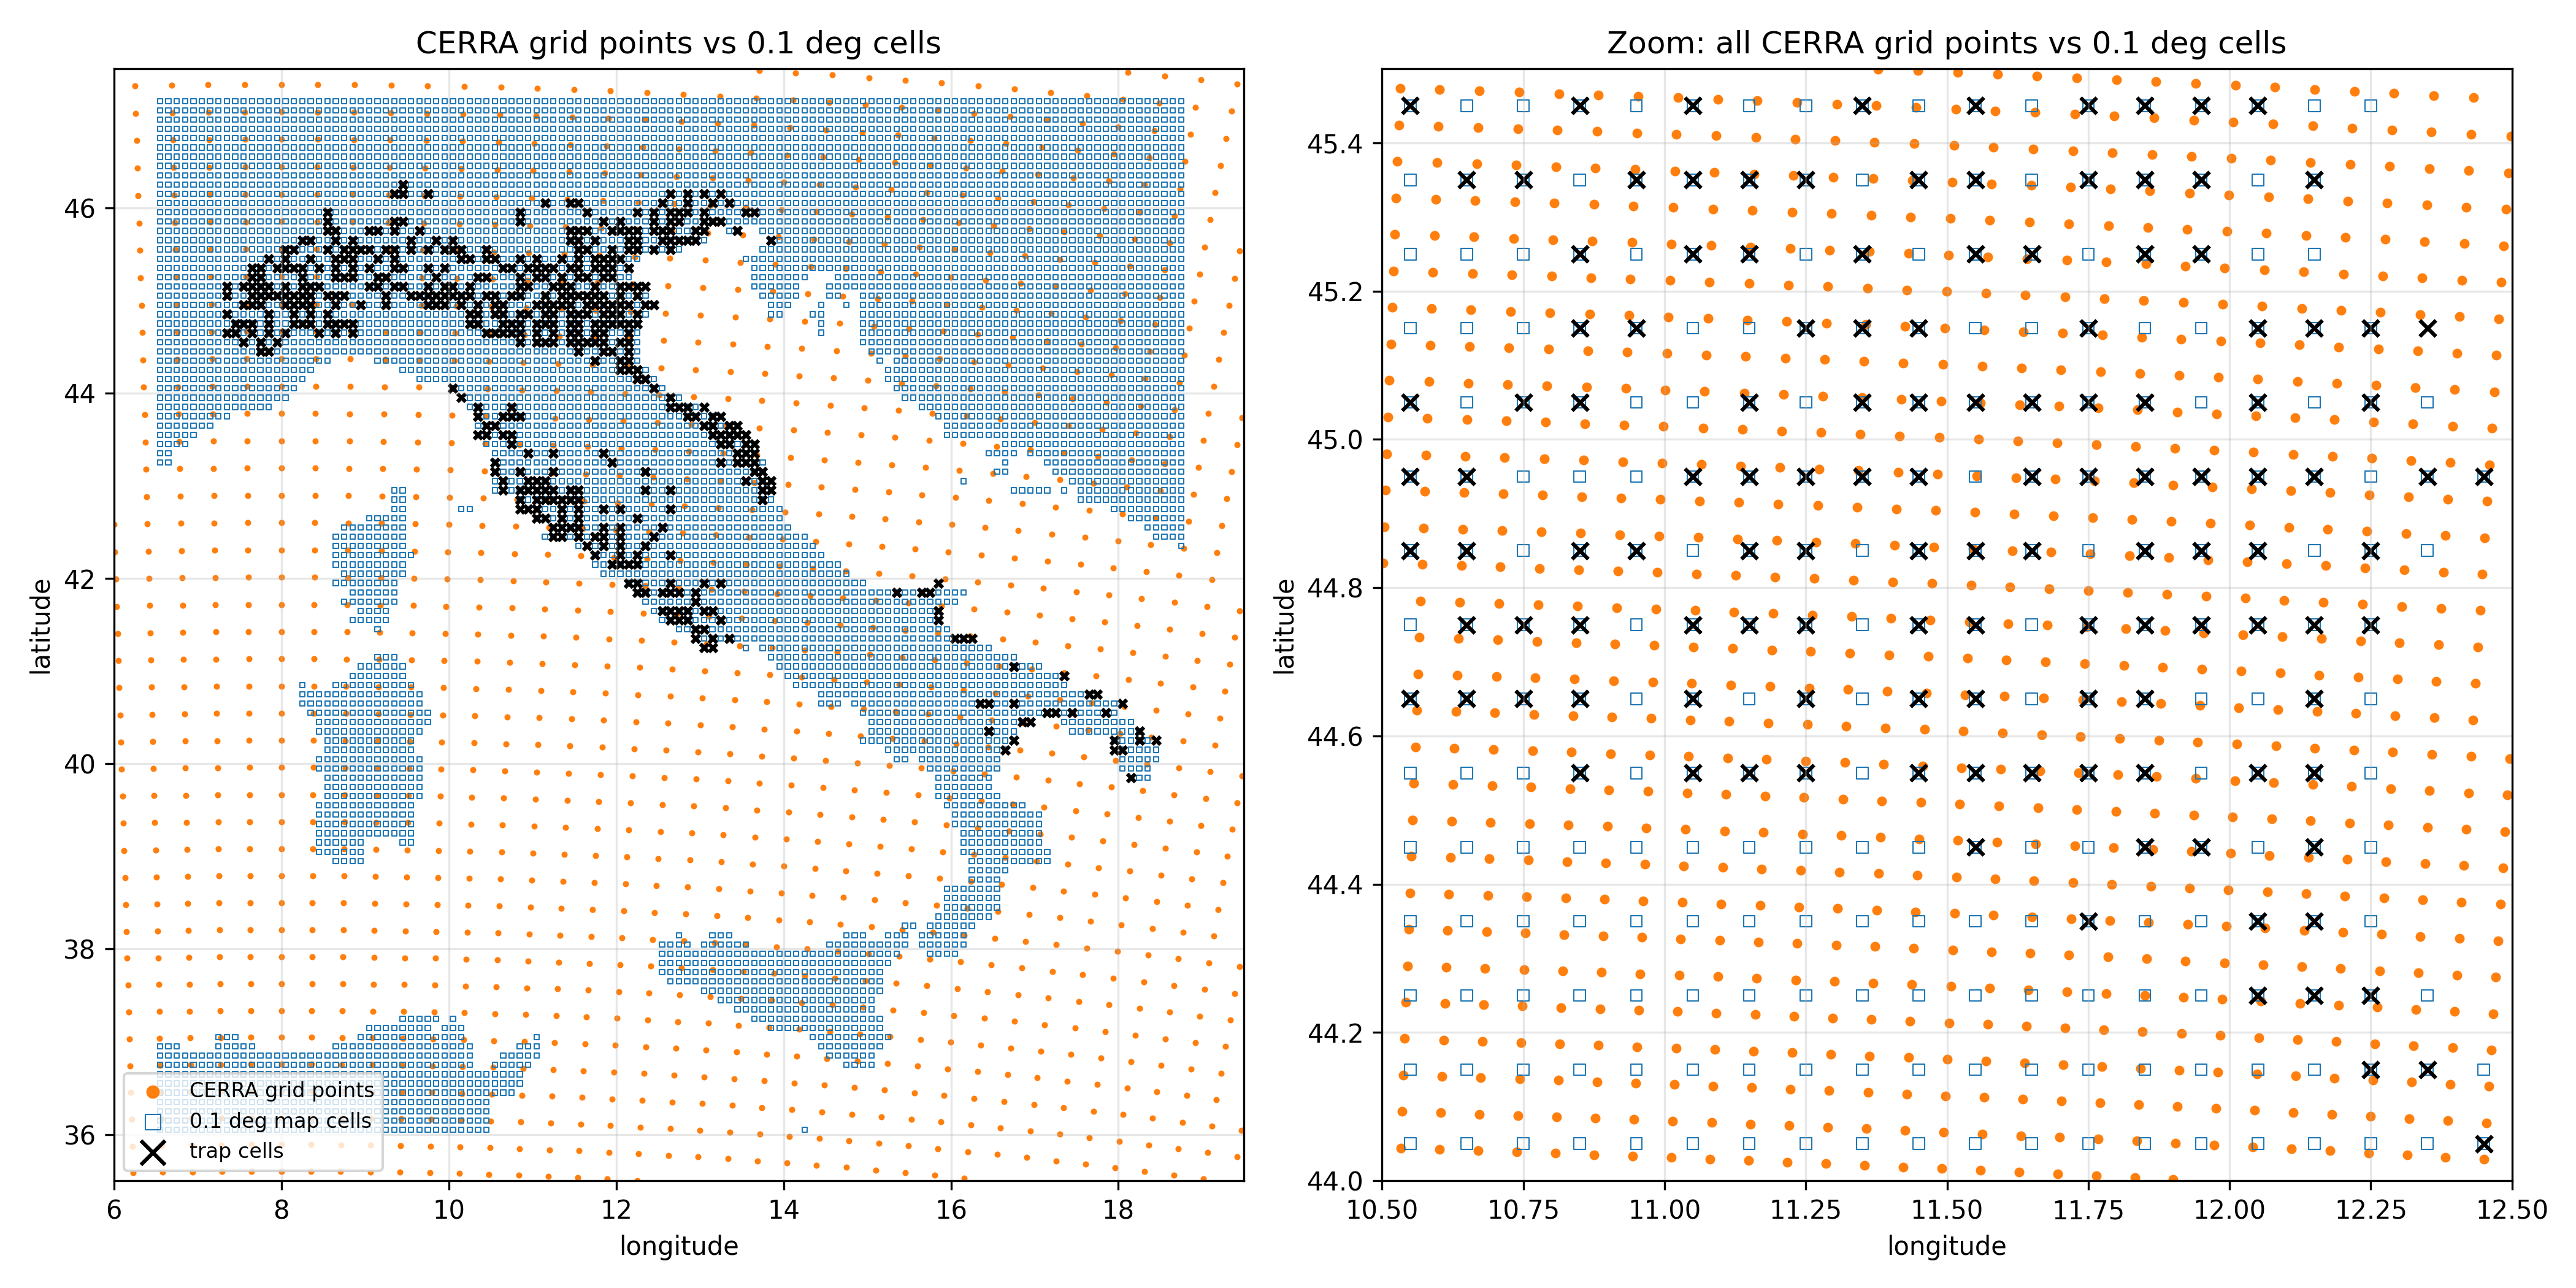 CERRA grid points vs 0.1 deg cells
latitude
46
44
42
40
38
36
CERRA grid points
0.1 deg map cells
trap cells
6 8 10 12 14 16 18
longitude
Zoom: all CERRA grid points vs 0.1 deg cells
latitude
45.4
45.2
45.0
44.8
44.6
44.4
44.2
44.0
10.50 10.75 11.00 11.25 11.50 11.75 12.00 12.25 12.50
longitude